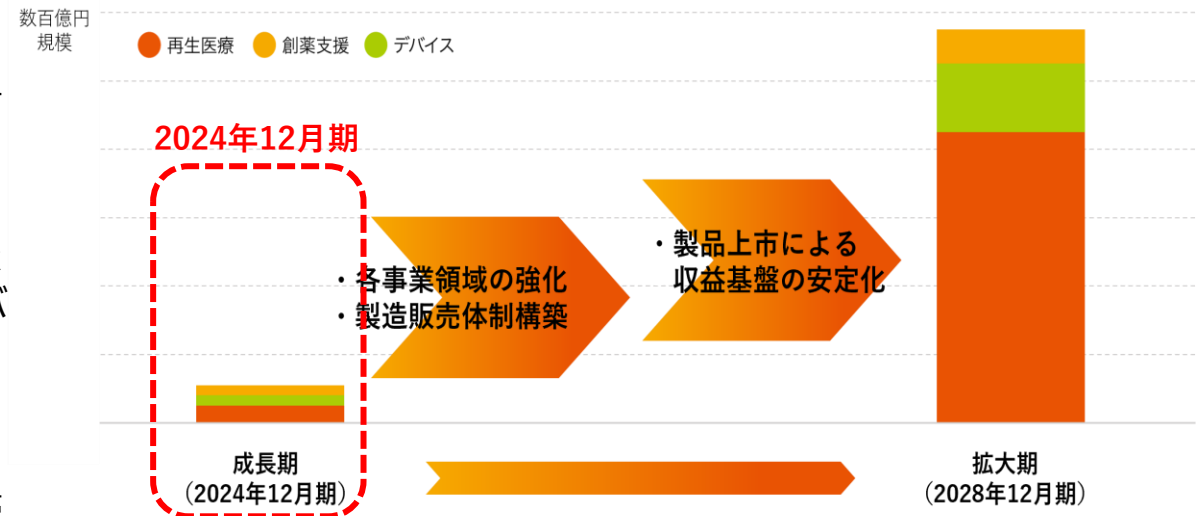 数百億円
規模
再生医療 創薬支援 デバイス
2024年12月期
・各事業領域の強化
・製造販売体制構築
・製品上市による
収益基盤の安定化
成長期
（2024年12月期）
拡大期
（2028年12月期）